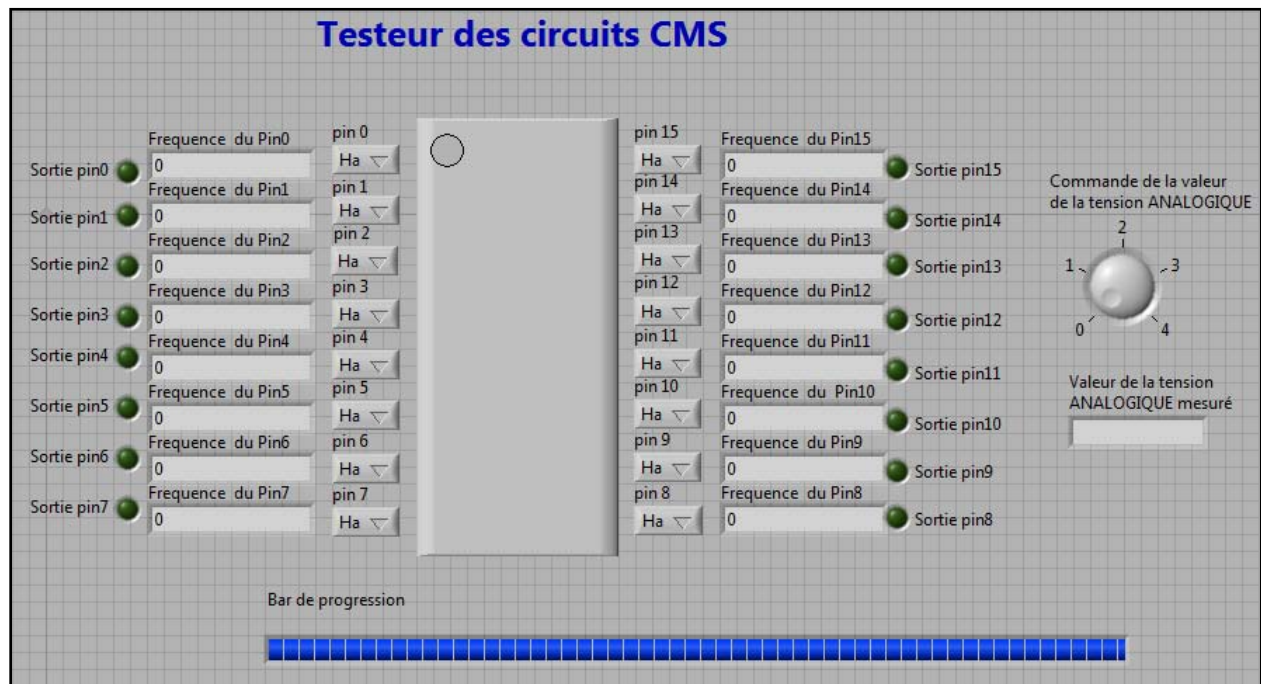 Testeur des circuits CMS
Frequence du Pin0
pin 0
pin 15
Frequence du Pin15
Sortie pin0
0
Ha
Ha
0
Sortie pin15
Frequence du Pin1
pin 1
pin 14
Frequence du Pin14
Sortie pin1
0
Ha
Ha
0
Sortie pin14
Frequence du Pin2
pin 2
pin 13
Frequence du Pin13
Sortie pin2
0
Ha
Ha
0
Sortie pin13
Frequence du Pin3
pin 3
pin 12
Frequence du Pin12
Sortie pin3
0
Ha
Ha
0
Sortie pin12
Frequence du Pin4
pin 4
pin 11
Frequence du Pin11
Sortie pin4
0
Ha
Ha
0
Sortie pin11
Frequence du Pin5
pin 5
pin 10
Frequence du Pin10
Sortie pin5
0
Ha
Ha
0
Sortie pin10
Frequence du Pin6
pin 6
pin 9
Frequence du Pin9
Sortie pin6
0
Ha
Ha
0
Sortie pin9
Frequence du Pin7
pin 7
pin 8
Frequence du Pin8
Sortie pin7
0
Ha
Ha
0
Sortie pin8
Commande de la valeur
de la tension ANALOGIQUE
2
1
3
0
4
Valeur de la tension
ANALOGIQUE mesuré
Bar de progression